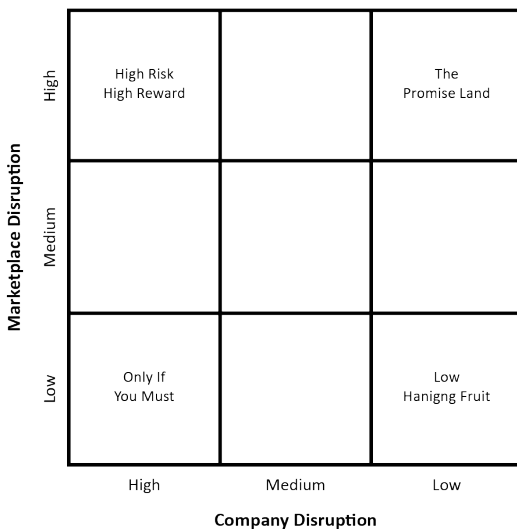 High Risk
High Reward
The
Promise Land
Only If
You Must
Low
Hanigng Fruit
Marketplace Disruption
High
Medium
Low
High
Medium
Low
Company Disruption